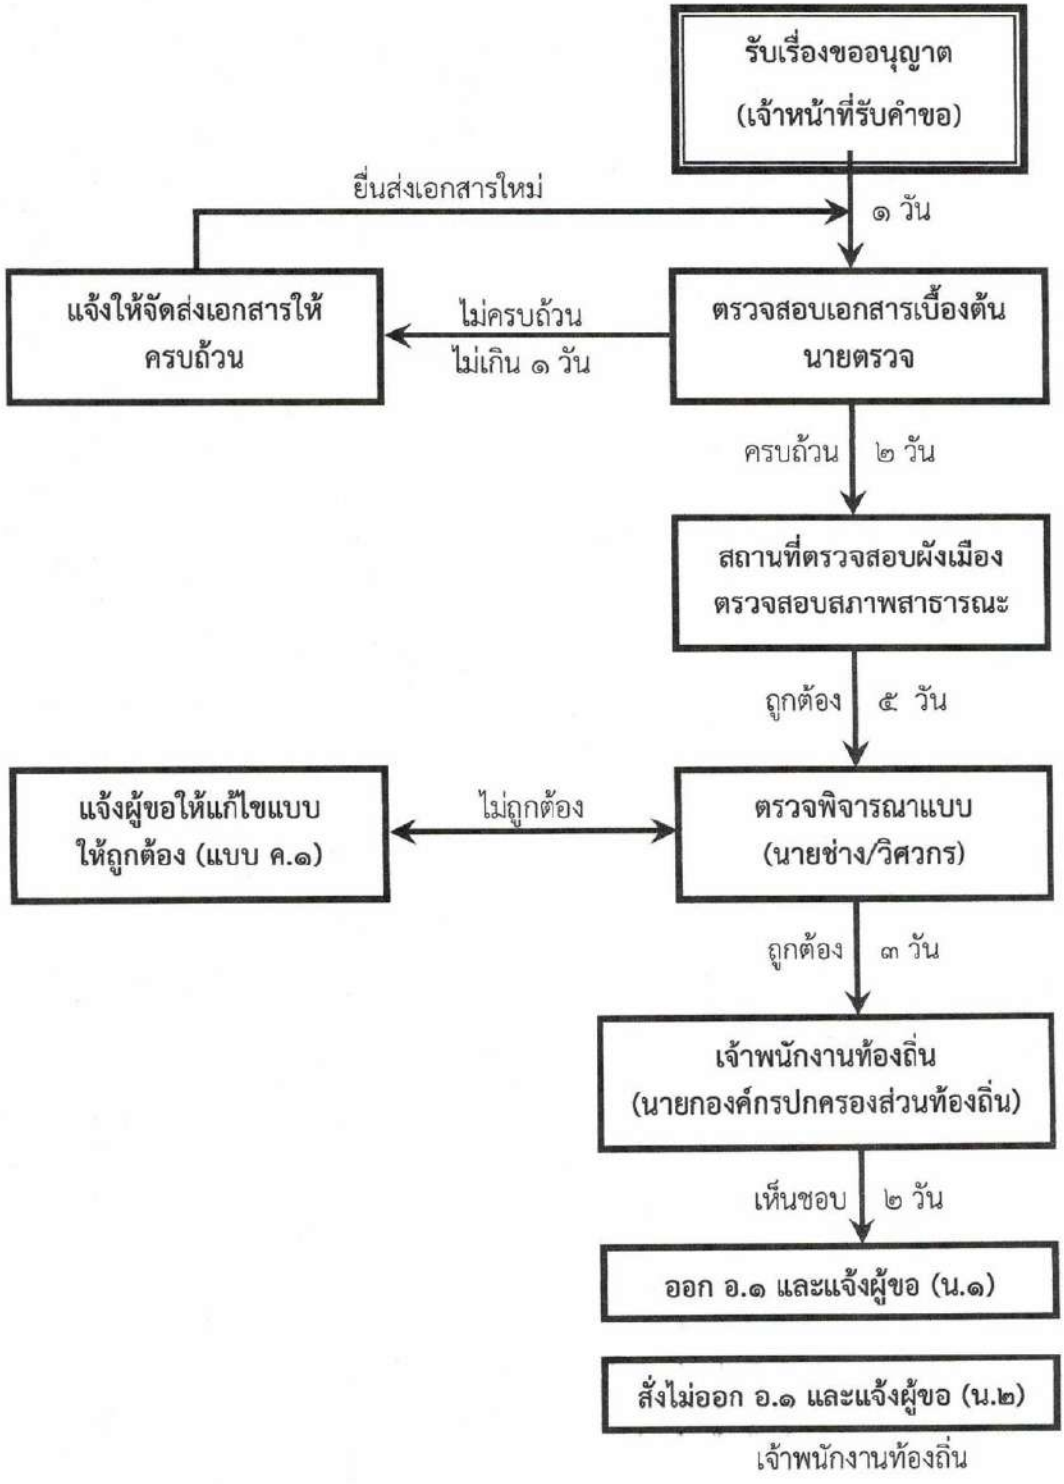 รับเรื่องขออนุญาต
(เจ้าหน้าที่รับคำขอ)
ยื่นส่งเอกสารใหม่
๑ วัน
แจ้งให้จัดส่งเอกสารให้
ครบถ้วน
ไม่ครบถ้วน
ไม่เกิน ๑ วัน
ตรวจสอบเอกสารเบื้องต้น
นายตรวจ
ครบถ้วน ๒ วัน
สถานที่ตรวจสอบผังเมือง
ตรวจสอบสภาพสาธารณะ
ถูกต้อง ๕ วัน
แจ้งผู้ขอให้แก้ไขแบบ
ให้ถูกต้อง (แบบ ค.๑)
ไม่ถูกต้อง
ตรวจพิจารณาแบบ
(นายช่าง/วิศวกร)
ถูกต้อง ๓ วัน
เจ้าพนักงานท้องถิ่น
(นายกองค์กรปกครองส่วนท้องถิ่น)
เห็นชอบ ๒ วัน
ออก อ.๑ และแจ้งผู้ขอ (น.๑)
สั่งไม่ออก อ.๑ และแจ้งผู้ขอ (น.๒)
เจ้าพนักงานท้องถิ่น